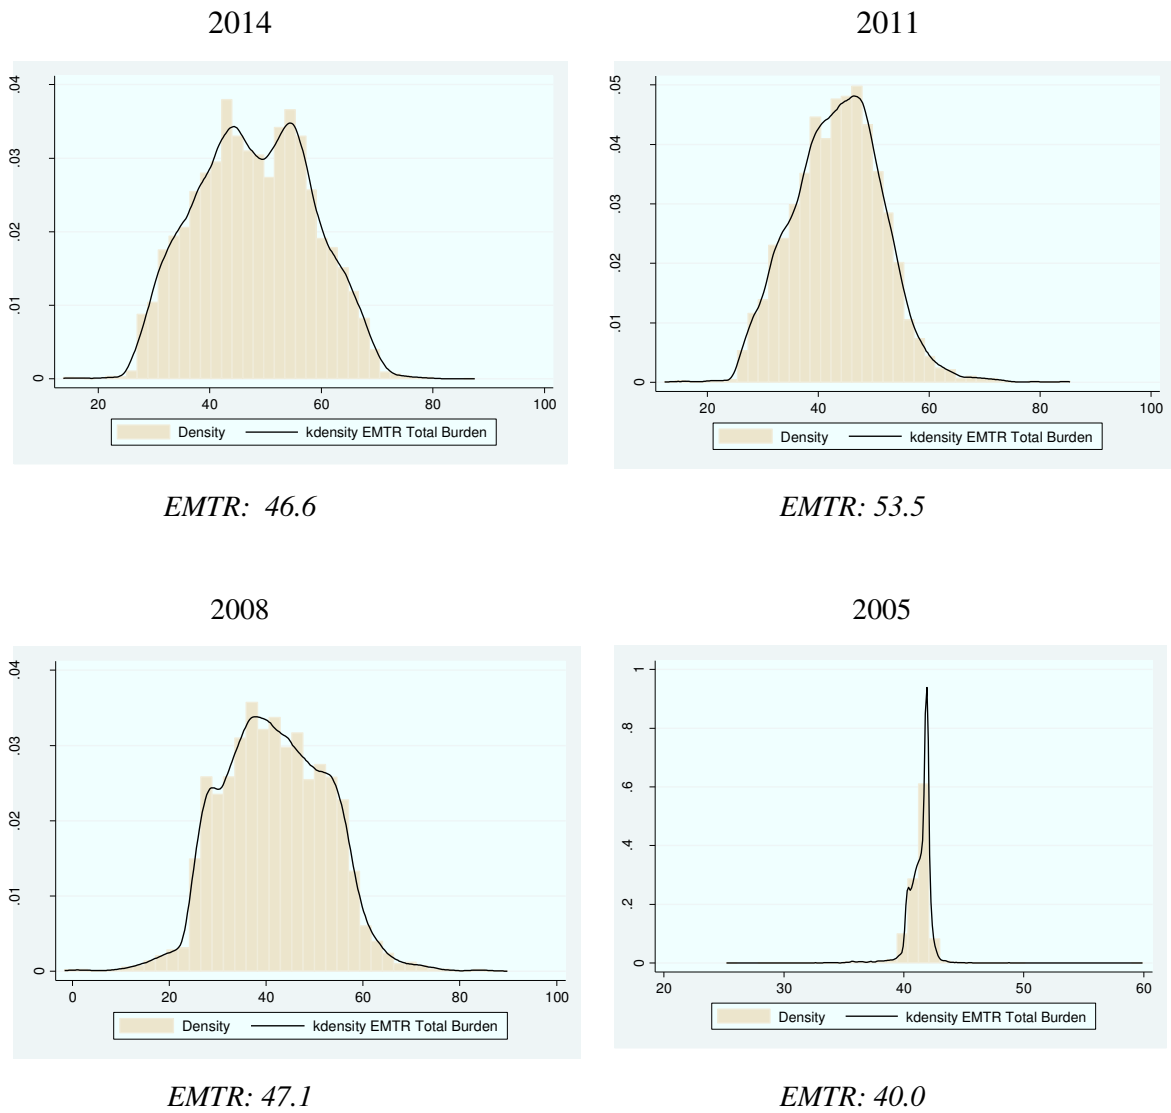 2014
2011
.04
.03
.02
.01
0
20 40 60 80 100
Density kdensity EMTR Total Burden
.05
.04
.03
.02
.01
0
20 40 60 80 100
Density kdensity EMTR Total Burden
EMTR: 46.6
EMTR: 53.5
2008
2005
.04
.03
.02
.01
0
0 20 40 60 80 100
Density kdensity EMTR Total Burden
1
.8
.6
.4
.2
0
20 30 40 50 60
Density kdensity EMTR Total Burden
EMTR: 47.1
EMTR: 40.0